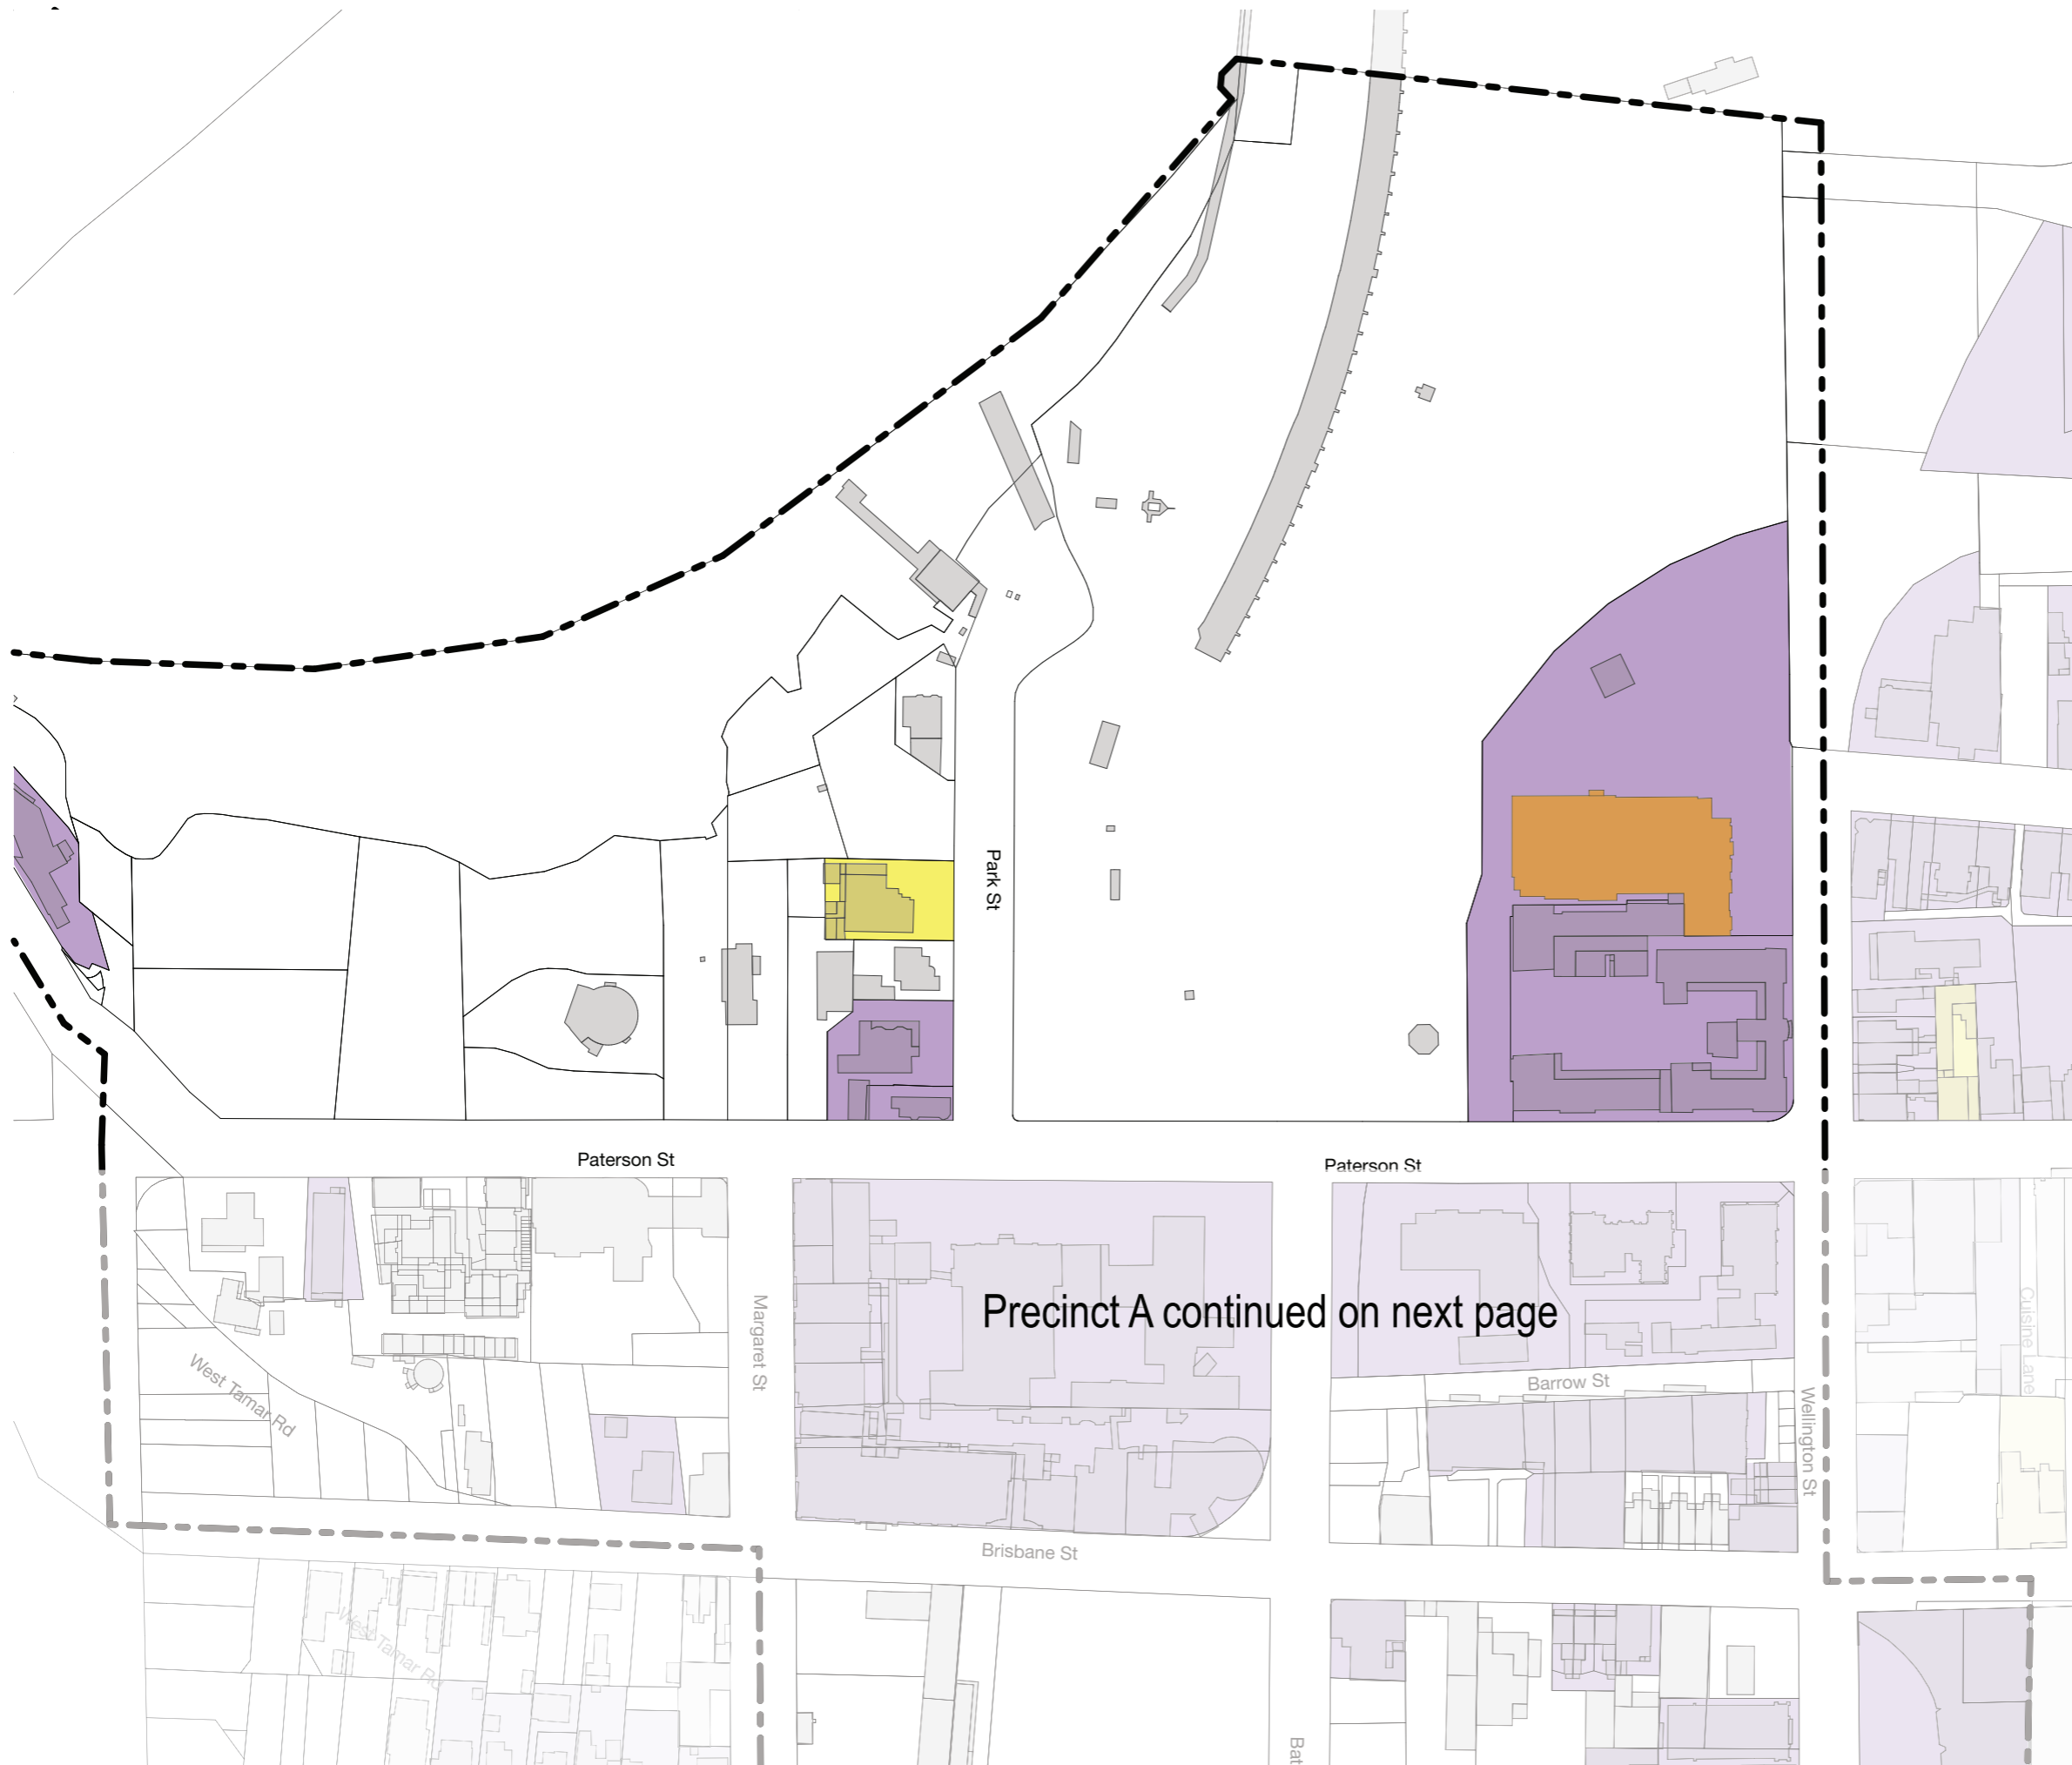 Park St
Paterson St
Paterson St
Precinct A continued on next page
Margaret St
Cuisine Lane
West Tamar Rd
Barrow St
Wellington St
Brisbane St
West Tamar Rd
Bat